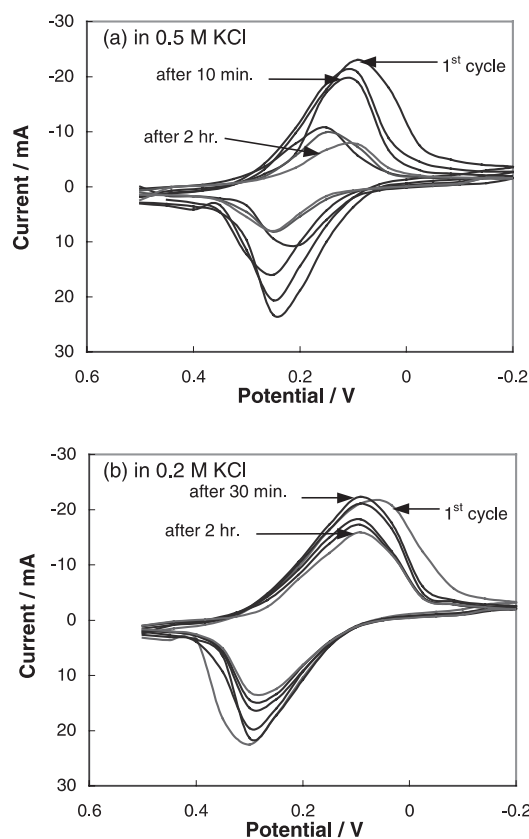 (a) in 0.5 M KCl
-30
-20
-10
0
10
20
30
1st cycle
after 10 min.
after 2 hr.
Current / mA
0.6
0.4
0.2
0
-0.2
Potential / V
(b) in 0.2 M KCl
-30
-20
-10
0
10
20
30
after 30 min.
1st cycle
after 2 hr.
Current / mA
0.6
0.4
0.2
0
-0.2
Potential / V